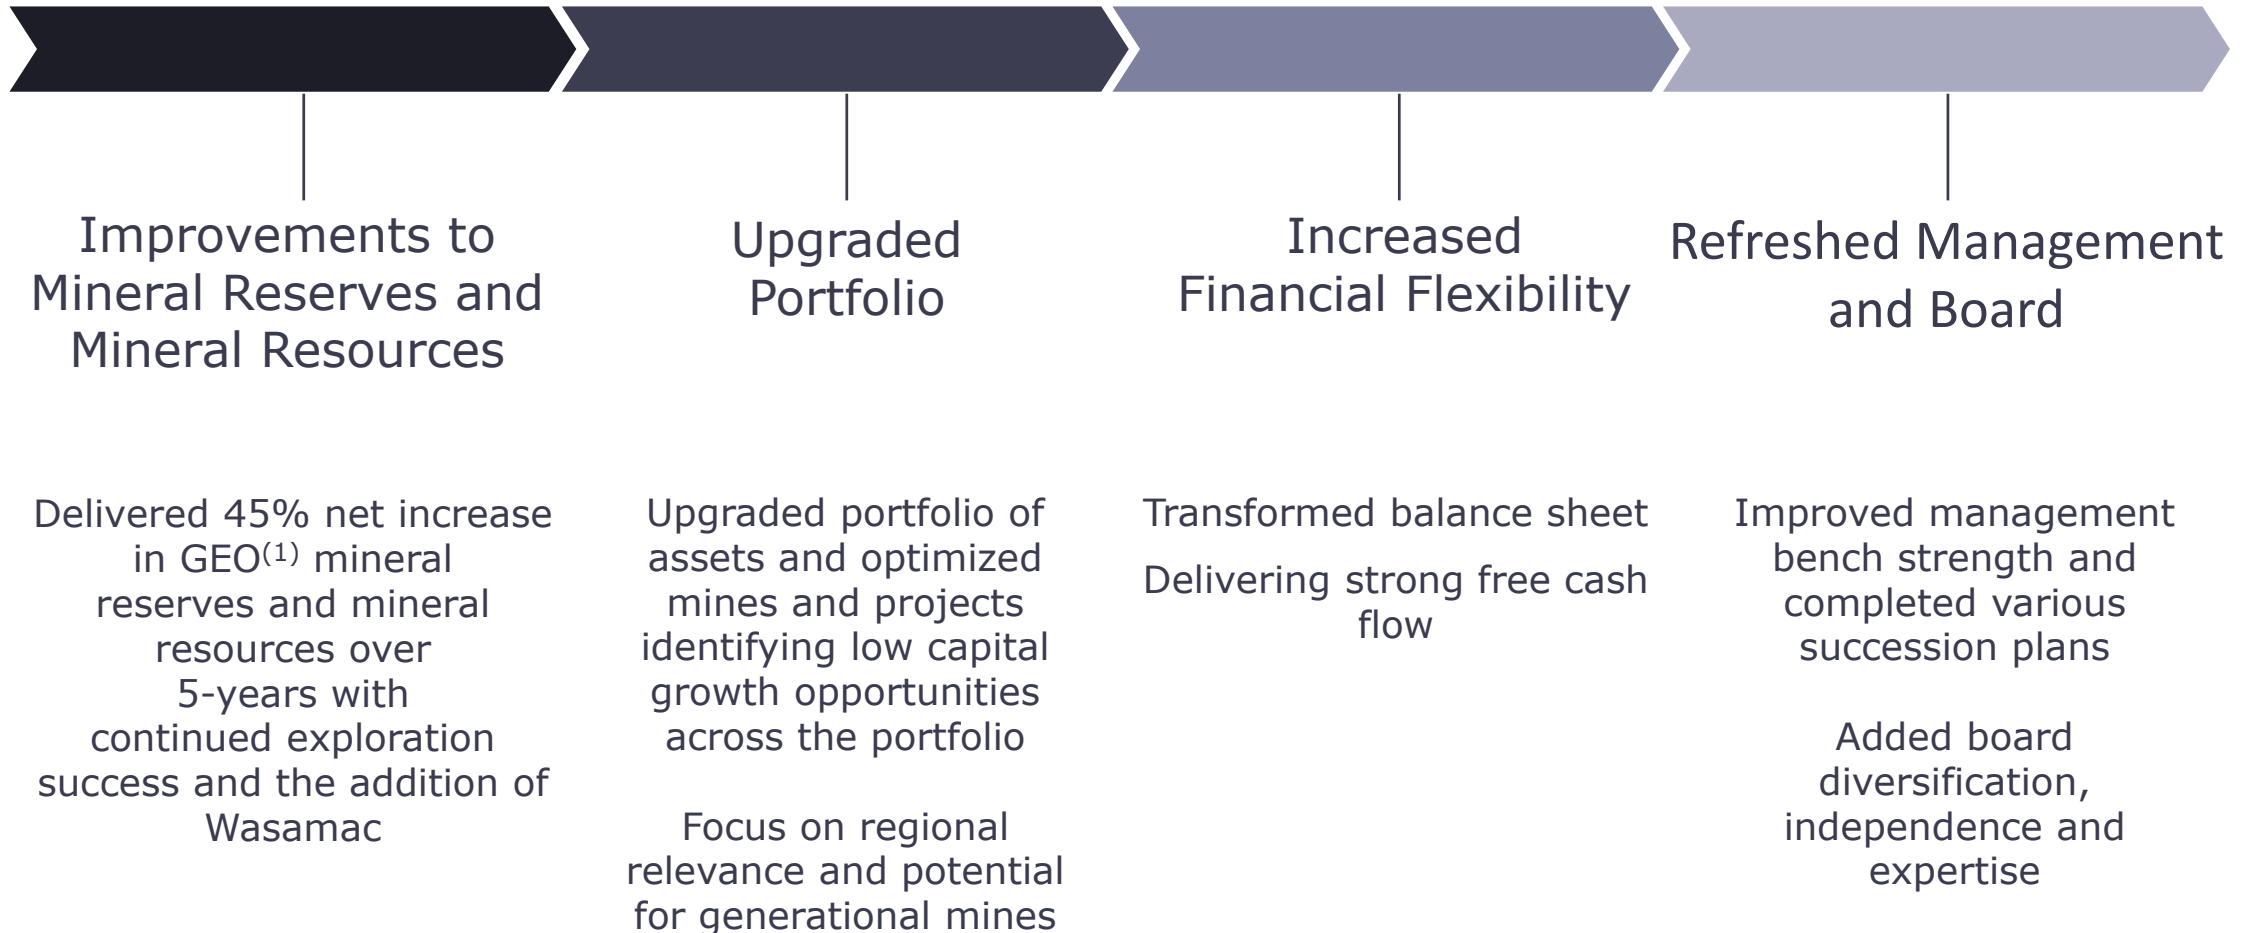 Improvements to
Mineral Reserves and
Mineral Resources
Upgraded
Portfolio
Increased
Financial Flexibility
Refreshed Management
and Board
Delivered 45% net increase
in GEO(1) mineral
reserves and mineral
resources over
5-years with
continued exploration
success and the addition of
Wasamac
Upgraded portfolio of
assets and optimized
mines and projects
identifying low capital
growth opportunities
across the portfolio
Focus on regional
relevance and potential
for generational mines
Transformed balance sheet
Delivering strong free cash
flow
Improved management
bench strength and
completed various
succession plans
Added board
diversification,
independence and
expertise